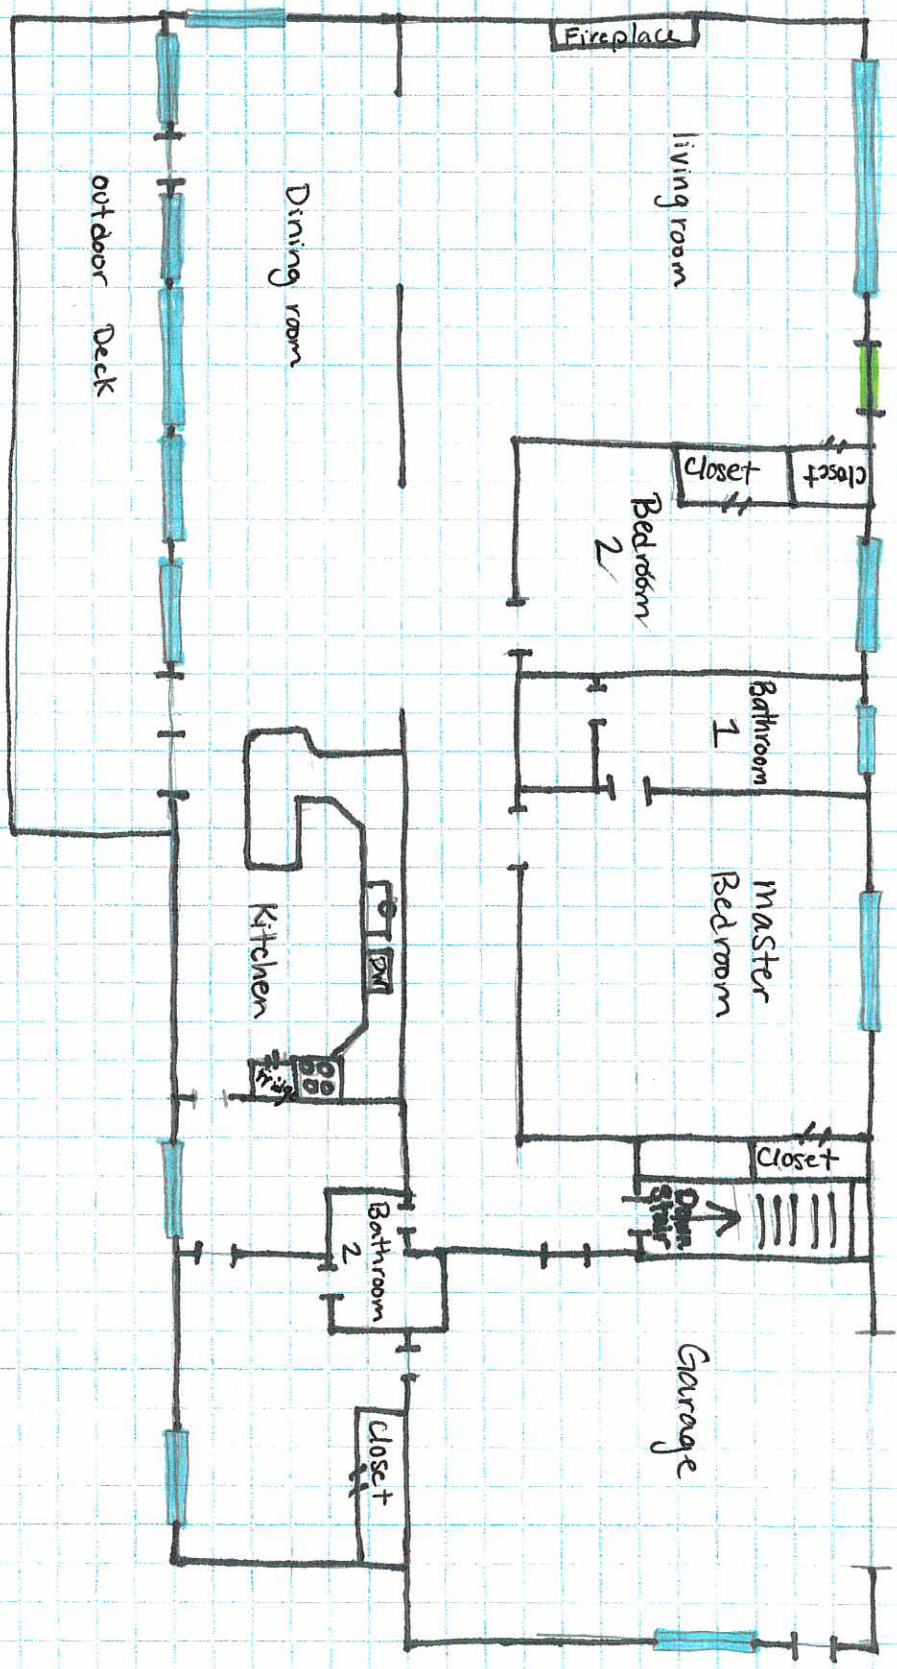 Fireplace
living room
Dining room
outdoor Deck
Closet
Closet
Bedroom
2
Bathroom
1
Master
Bedroom
Kitchen
DW
Fridge
Closet
Down
Stair
Bathroom
2
Garage
Closet